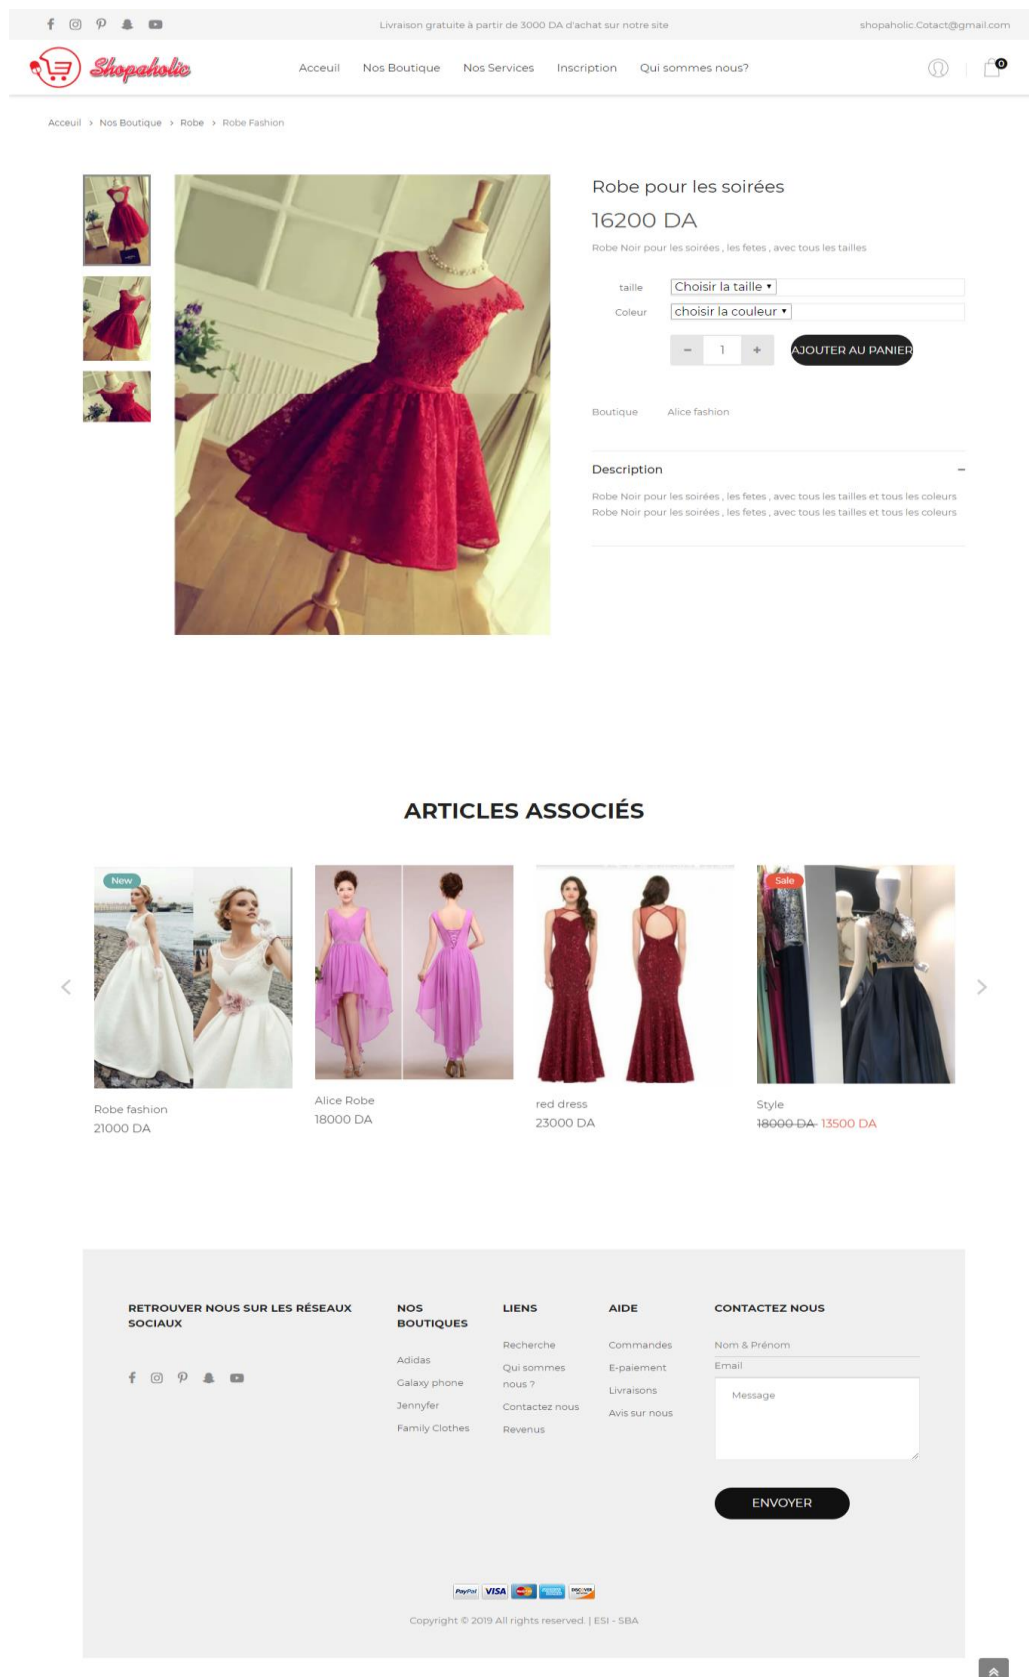 Livraison gratuite à partir de 3000 DA d'achat sur notre site
shopaholic.Cotact@gmail.com
Shopaholic
Acceuil Nos Boutique Nos Services Inscription Qui sommes nous?
0
Acceuil > Nos Boutique > Robe > Robe Fashion
Robe pour les soirées
16200 DA
Robe Noir pour les soirées , les fetes , avec tous les tailles
taille Choisir la taille
Coleur choisir la couleur
- 1 + AJOUTER AU PANIER
Boutique Alice fashion
Description -
Robe Noir pour les soirées , les fetes , avec tous les tailles et tous les coleurs
Robe Noir pour les soirées , les fetes , avec tous les tailles et tous les coleurs
ARTICLES ASSOCIÉS
New
Sale
Robe fashion
21000 DA
Alice Robe
18000 DA
red dress
23000 DA
Style
18000 DA 13500 DA
RETROUVER NOUS SUR LES RÉSEAUX
SOCIAUX
NOS
BOUTIQUES
Adidas
Galaxy phone
Jennyfer
Family Clothes
LIENS
Recherche
Qui sommes
nous ?
Contactez nous
Revenus
AIDE
Commandes
E-paiement
Livraisons
Avis sur nous
CONTACTEZ NOUS
Nom & Prénom
Email
Message
ENVOYER
PayPal VISA
Copyright © 2019 All rights reserved. | ESI - SBA